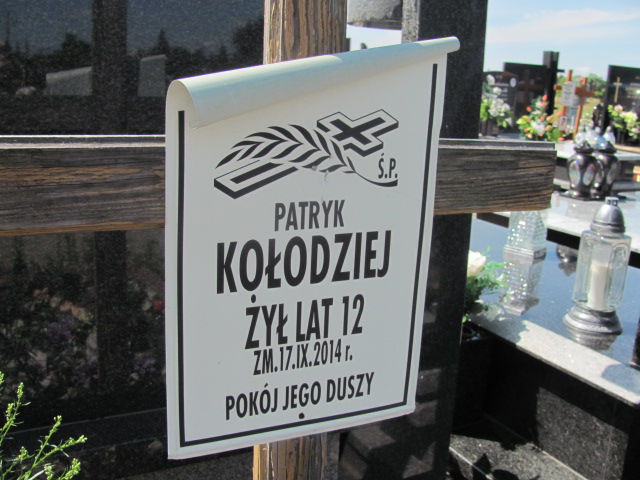 Ś.P.
PATRYK
KOŁODZIEJ
ŻYŁ LAT 12
ZM.17.IX.2014 r.
POKÓJ JEGO DUSZY